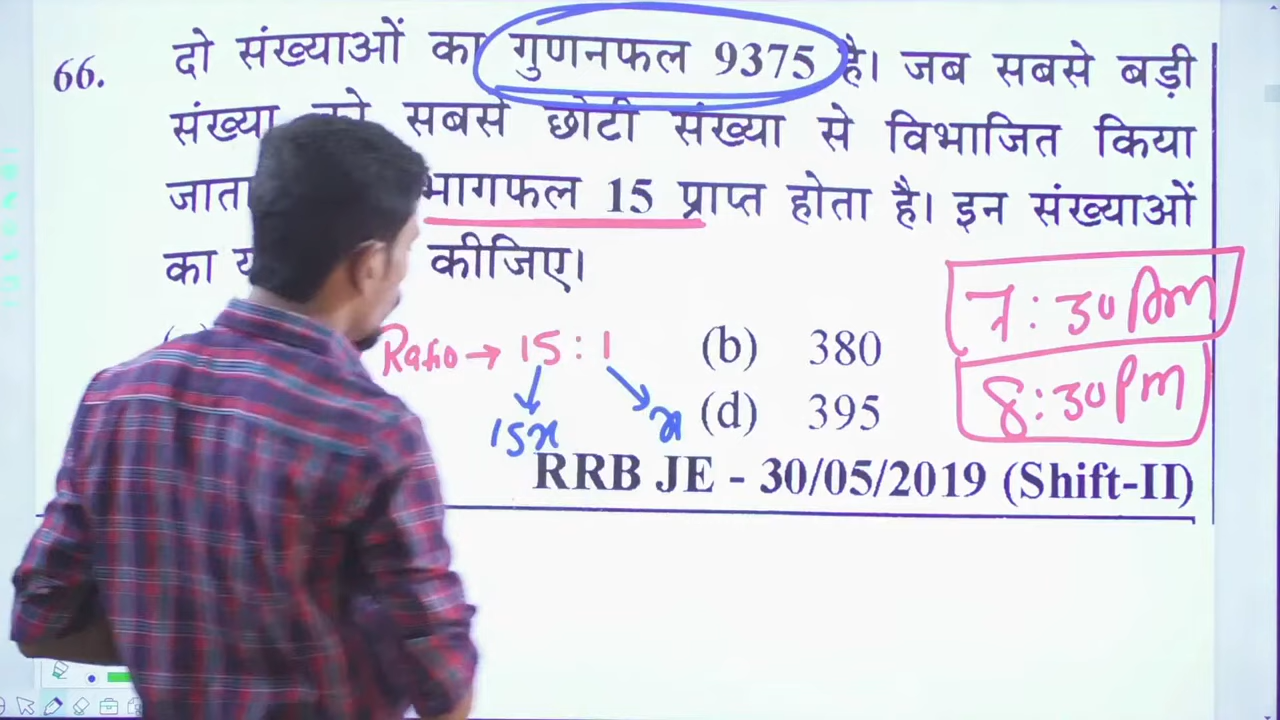 66. दो संख्याओं का गुणनफल 9375 है। जब सबसे बड़ी
संख्या को सबसे छोटी संख्या से विभाजित किया
जाता भागफल 15 प्राप्त होता है। इन संख्याओं
का कीजिए।
7:30 Am
Ratio → 15:1 (b) 380
8:30 Pm
15x x (d) 395
RRB JE - 30/05/2019 (Shift-II)